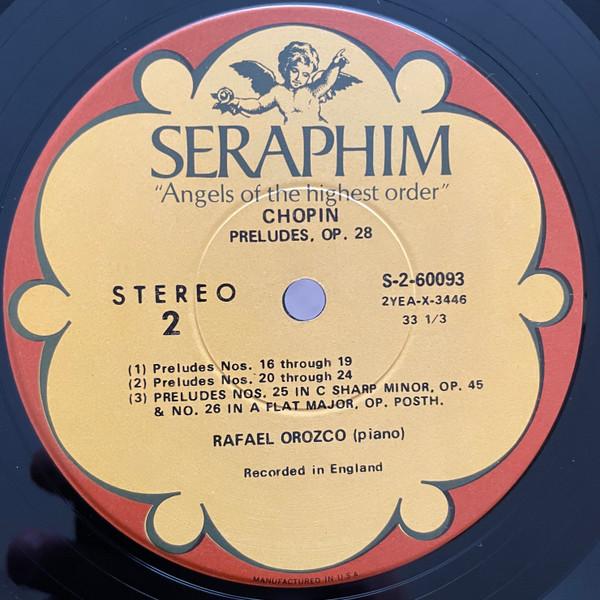 SERAPHIM
"Angels of the highest order"
CHOPIN
PRELUDES, OP. 28
STEREO
2
S-2-60093
2YEA-X-3446
33 1/3
(1) Preludes Nos. 16 through 19
(2) Preludes Nos. 20 through 24
(3) PRELUDES NOS. 25 IN C SHARP MINOR, OP. 45
& NO. 26 IN A FLAT MAJOR, OP. POSTH.
RAFAEL OROZCO (piano)
Recorded in England
MANUFACTURED IN U.S.A